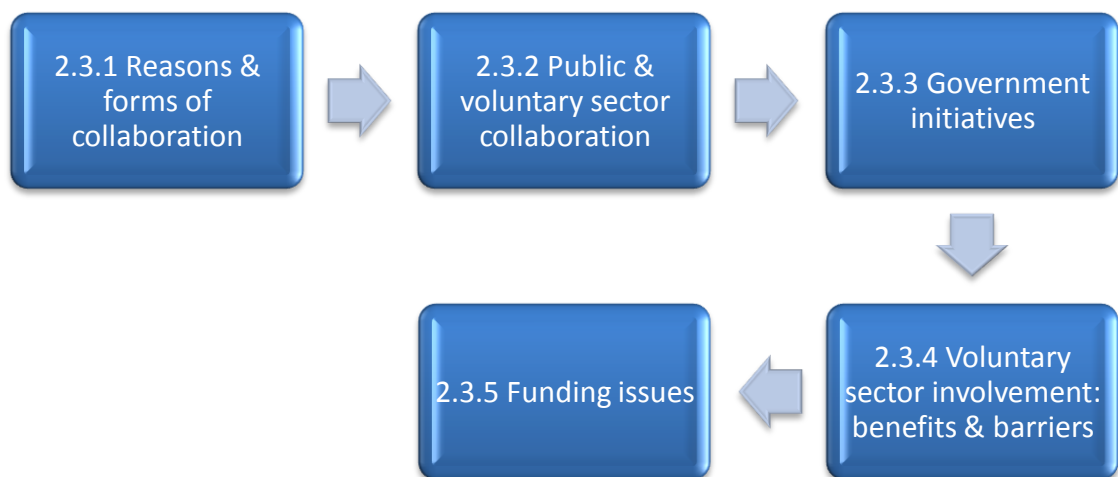 2.3.1 Reasons &
forms of
collaboration
2.3.2 Public &
voluntary sector
collaboration
2.3.3 Government
initiatives
2.3.4 Voluntary
sector involvement:
benefits & barriers
2.3.5 Funding issues